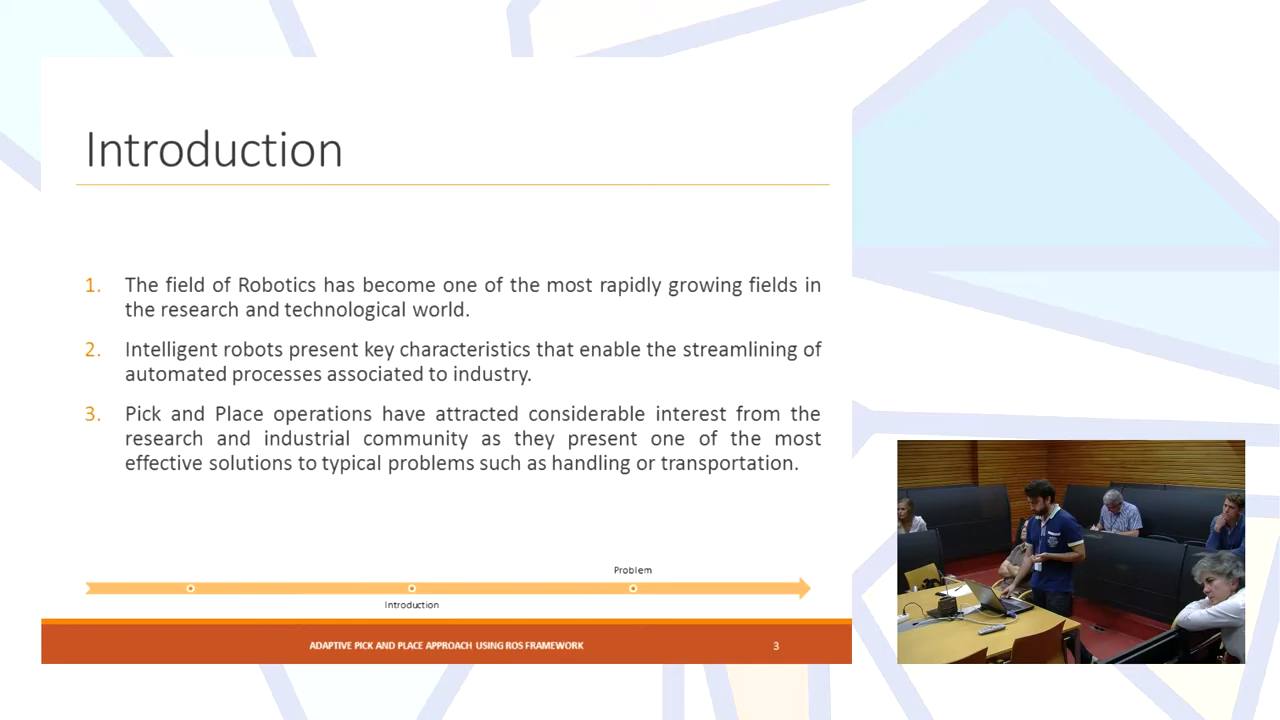 Introduction
1. The field of Robotics has become one of the most rapidly growing fields in
the research and technological world.
2. Intelligent robots present key characteristics that enable the streamlining of
automated processes associated to industry.
3. Pick and Place operations have attracted considerable interest from the
research and industrial community as they present one of the most
effective solutions to typical problems such as handling or transportation.
Problem
Introduction
ADAPTIVE PICK AND PLACE APPROACH USING ROS FRAMEWORK
3